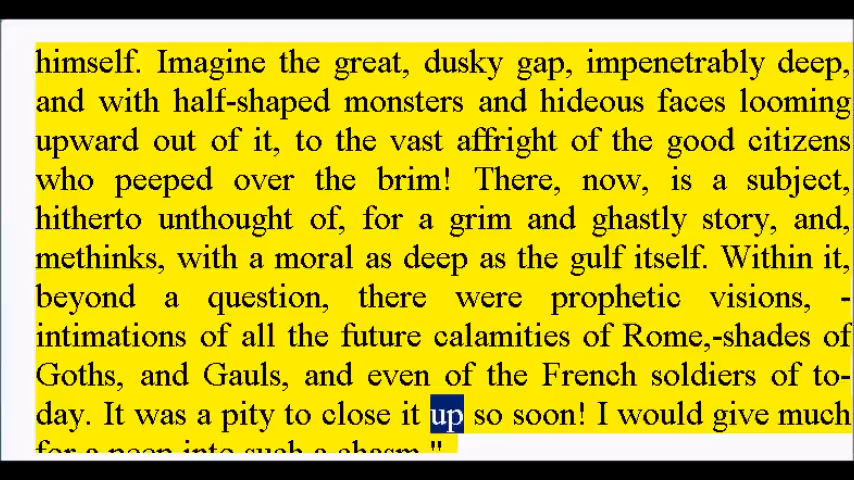 himself. Imagine the great, dusky gap, impenetrably deep,
and with half-shaped monsters and hideous faces looming
upward out of it, to the vast affright of the good citizens
who peeped over the brim! There, now, is a subject,
hitherto unthought of, for a grim and ghastly story, and,
methinks, with a moral as deep as the gulf itself. Within it,
beyond a question, there were prophetic visions, -
intimations of all the future calamities of Rome,-shades of
Goths, and Gauls, and even of the French soldiers of to-
day. It was a pity to close it up so soon! I would give much
for a peep into such a chasm."